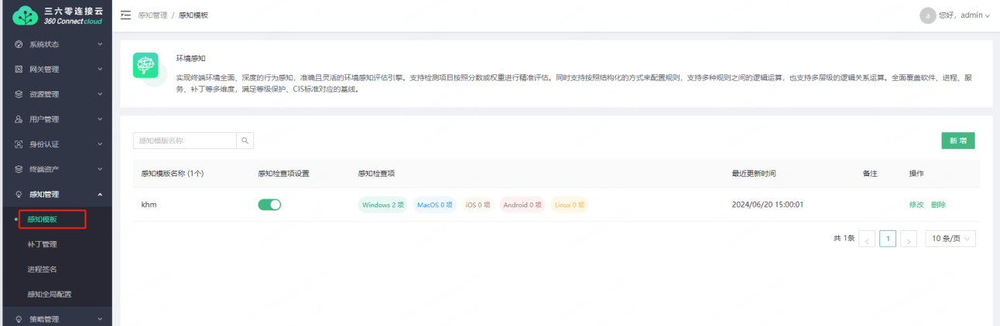 三六零连接云
360 Connect cloud
感知管理 / 感知模板
a 您好，admin
系统状态
网关管理
资源管理
用户管理
身份认证
终端资产
感知管理
感知模板
补丁管理
进程签名
感知全局配置
策略管理
环境感知
实现终端环境全面、深度的行为感知，准确且灵活的环境感知评估引擎。支持检测项目按照分数或权重进行精准评估。同时支持按照结构化的方式来配置规则，支持多种规则之间的逻辑运算，也支持多层级的逻辑关系运算。全面覆盖软件、进程、服
务、补丁等多维度，满足等级保护、CIS标准对应的基线。
感知模版名称
新 增
感知模版名称 (1个) 感知检查项设置 感知检查项 最近更新时间 备注 操作
khm Windows 2 项 MacOS 0 项 iOS 0 项 Android 0 项 Linux 0 项 2024/06/20 15:00:01 修改 删除
共 1条 < 1 > 10 条/页